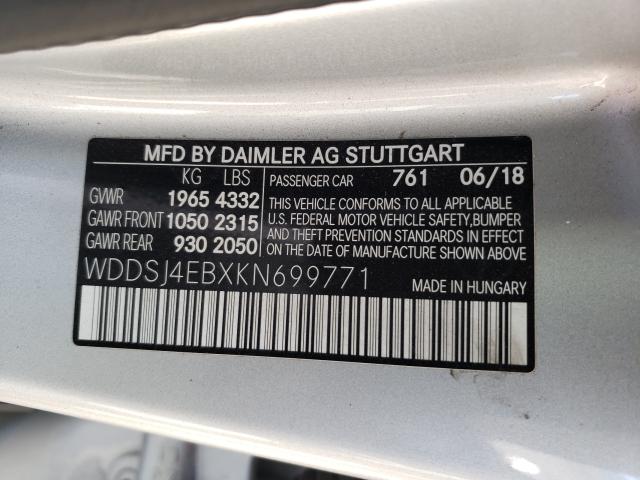 MFD BY DAIMLER AG STUTTGART
KG LBS
GVWR 1965 4332
GAWR FRONT 1050 2315
GAWR REAR 930 2050
PASSENGER CAR 761 06/18
THIS VEHICLE CONFORMS TO ALL APPLICABLE
U.S. FEDERAL MOTOR VEHICLE SAFETY,BUMPER
AND THEFT PREVENTION STANDARDS IN EFFECT
ON THE DATE OF MANUFACTURE SHOWN ABOVE
WDDSJ4EBXKN699771
MADE IN HUNGARY